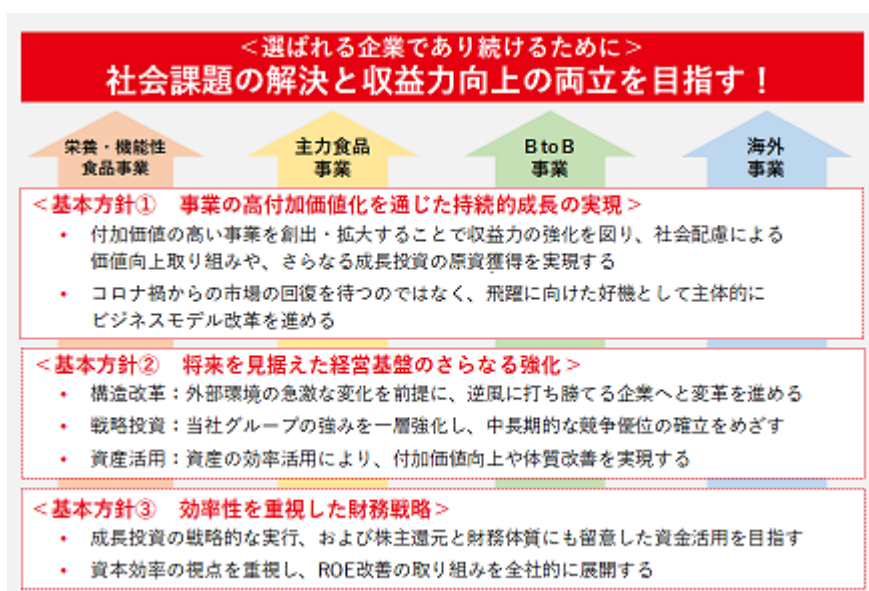 <選ばれる企業であり続けるために>
社会課題の解決と収益力向上の両立を目指す！
栄養・機能性
食品事業
主力食品
事業
BtoB
事業
海外
事業
<基本方針① 事業の高付加価値化を通じた持続的成長の実現>
• 付加価値の高い事業を創出・拡大することで収益力の強化を図り、社会配慮による
価値向上取り組みや、さらなる成長投資の原資獲得を実現する
• コロナ禍からの市場の回復を待つのではなく、飛躍に向けた好機として主体的に
ビジネスモデル改革を進める
<基本方針② 将来を見据えた経営基盤のさらなる強化>
• 構造改革：外部環境の急激な変化を前提に、逆風に打ち勝てる企業へと変革を進める
• 戦略投資：当社グループの強みを一層強化し、中長期的な競争優位の確立をめざす
• 資産活用：資産の効率活用により、付加価値向上や体質改善を実現する
<基本方針③ 効率性を重視した財務戦略>
• 成長投資の戦略的な実行、および株主還元と財務体質にも留意した資金活用を目指す
• 資本効率の視点を重視し、ROE改善の取り組みを全社的に展開する